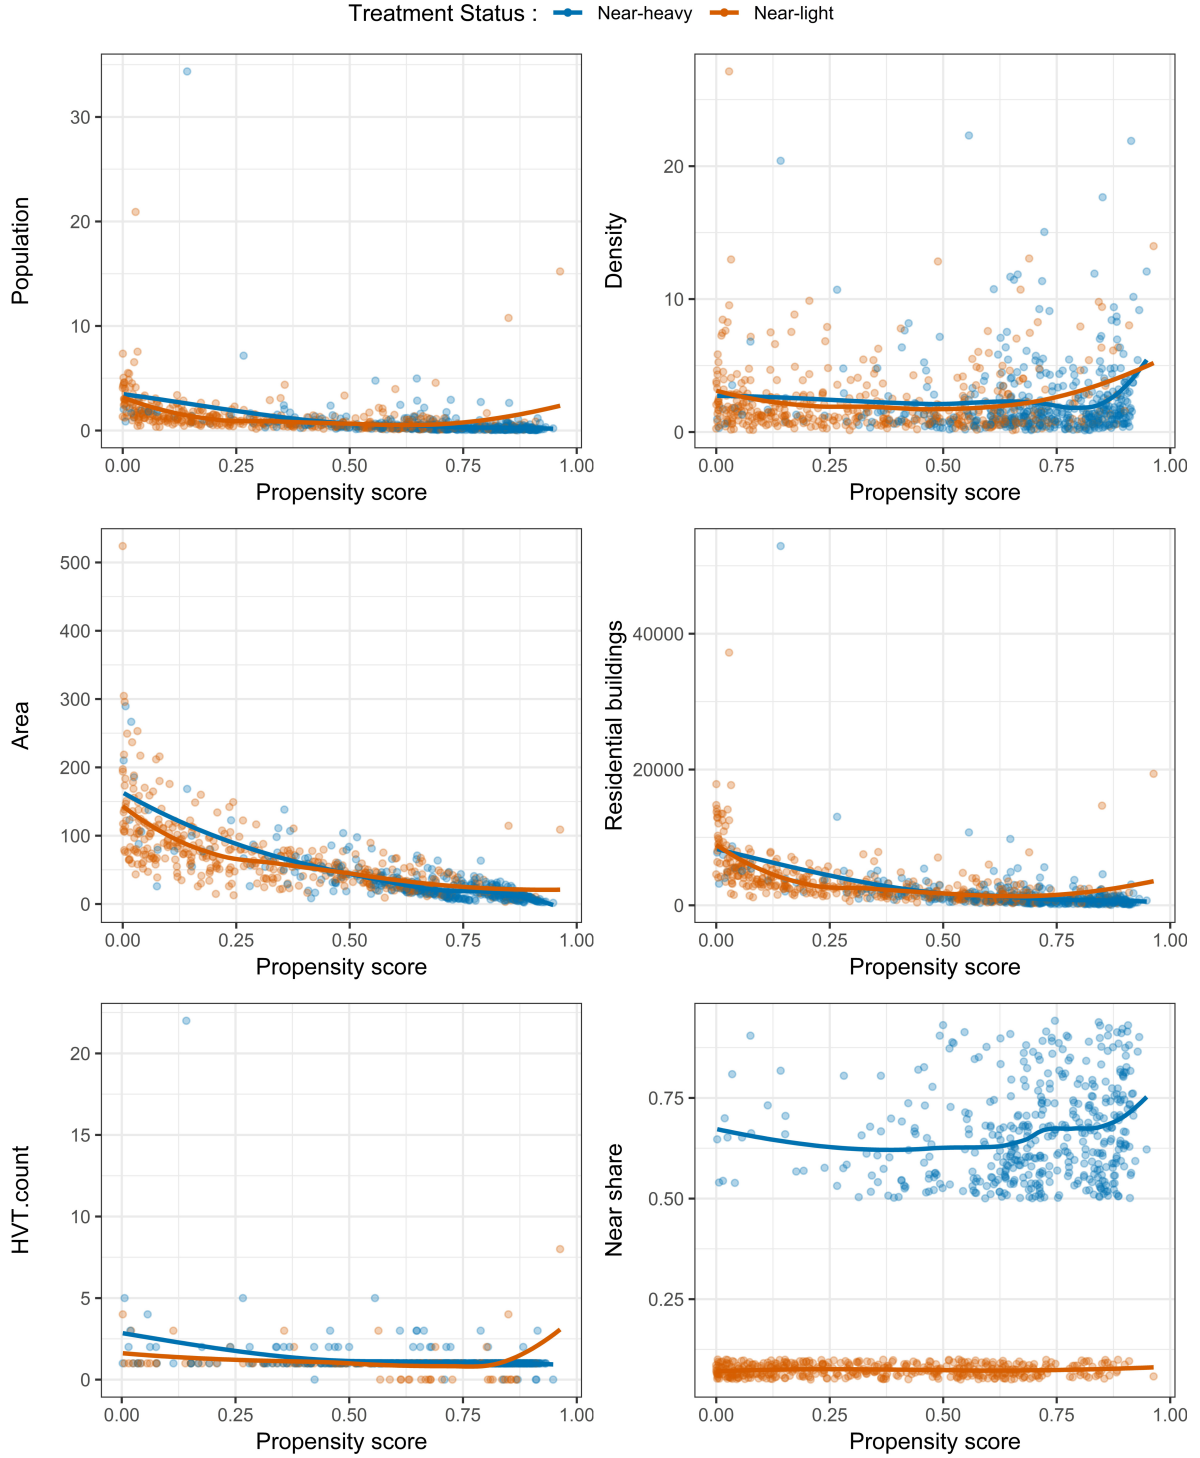 Treatment Status : Near-heavy Near-light
Population
30
20
10
0
0.00 0.25 0.50 0.75 1.00
Propensity score
Density
20
10
0
0.00 0.25 0.50 0.75 1.00
Propensity score
Area
500
400
300
200
100
0
0.00 0.25 0.50 0.75 1.00
Propensity score
Residential buildings
40000
20000
0
0.00 0.25 0.50 0.75 1.00
Propensity score
HVT.count
20
15
10
5
0
0.00 0.25 0.50 0.75 1.00
Propensity score
Near share
0.75
0.50
0.25
0.00 0.25 0.50 0.75 1.00
Propensity score